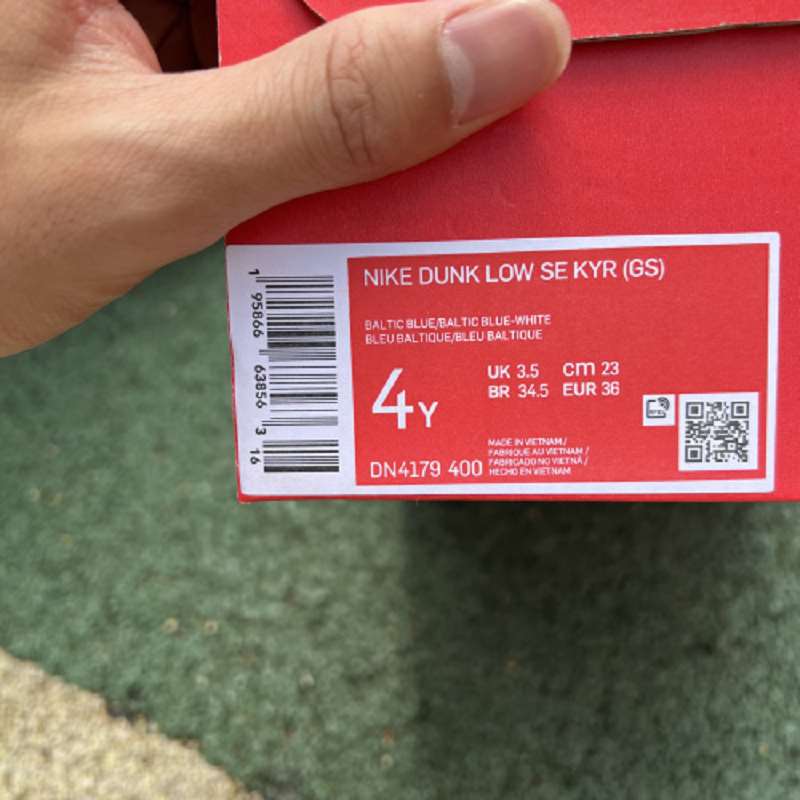 NIKE DUNK LOW SE KYR (GS)
BALTIC BLUE/BALTIC BLUE-WHITE
BLEU BALTIQUE/BLEU BALTIQUE
4Y
UK 3.5 cm 23
BR 34.5 EUR 36
DN4179 400
MADE IN VIETNAM /
FABRIQUE AU VIETNAM /
FABRICADO NO VIETNÃ /
HECHO EN VIETNAM
1 95866 63856 3 16